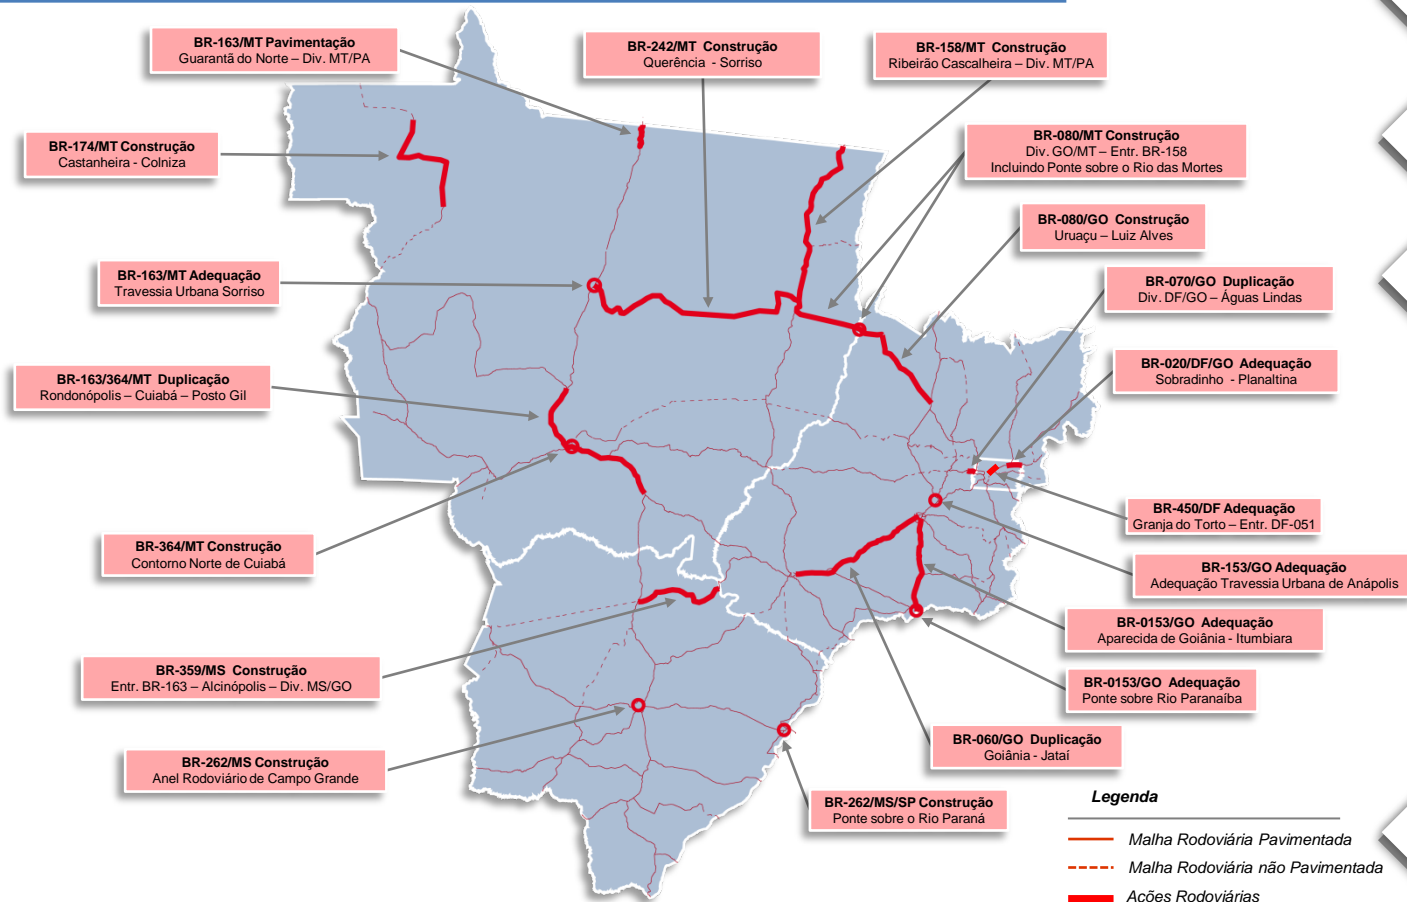 BR-163/MT Pavimentação
Guarantã do Norte – Div. MT/PA
BR-242/MT Construção
Querência - Sorriso
BR-158/MT Construção
Ribeirão Cascalheira – Div. MT/PA
BR-174/MT Construção
Castanheira - Colniza
BR-080/MT Construção
Div. GO/MT – Entr. BR-158
Incluindo Ponte sobre o Rio das Mortes
BR-080/GO Construção
Uruaçu – Luiz Alves
BR-163/MT Adequação
Travessia Urbana Sorriso
BR-070/GO Duplicação
Div. DF/GO – Águas Lindas
BR-163/364/MT Duplicação
Rondonópolis – Cuiabá – Posto Gil
BR-020/DF/GO Adequação
Sobradinho - Planaltina
BR-450/DF Adequação
Granja do Torto – Entr. DF-051
BR-364/MT Construção
Contorno Norte de Cuiabá
BR-153/GO Adequação
Adequação Travessia Urbana de Anápolis
BR-0153/GO Adequação
Aparecida de Goiânia - Itumbiara
BR-359/MS Construção
Entr. BR-163 – Alcinópolis – Div. MS/GO
BR-0153/GO Adequação
Ponte sobre Rio Paranaíba
BR-060/GO Duplicação
Goiânia - Jataí
BR-262/MS Construção
Anel Rodoviário de Campo Grande
BR-262/MS/SP Construção
Ponte sobre o Rio Paraná
Legenda
Malha Rodoviária Pavimentada
Malha Rodoviária não Pavimentada
Ações Rodoviárias